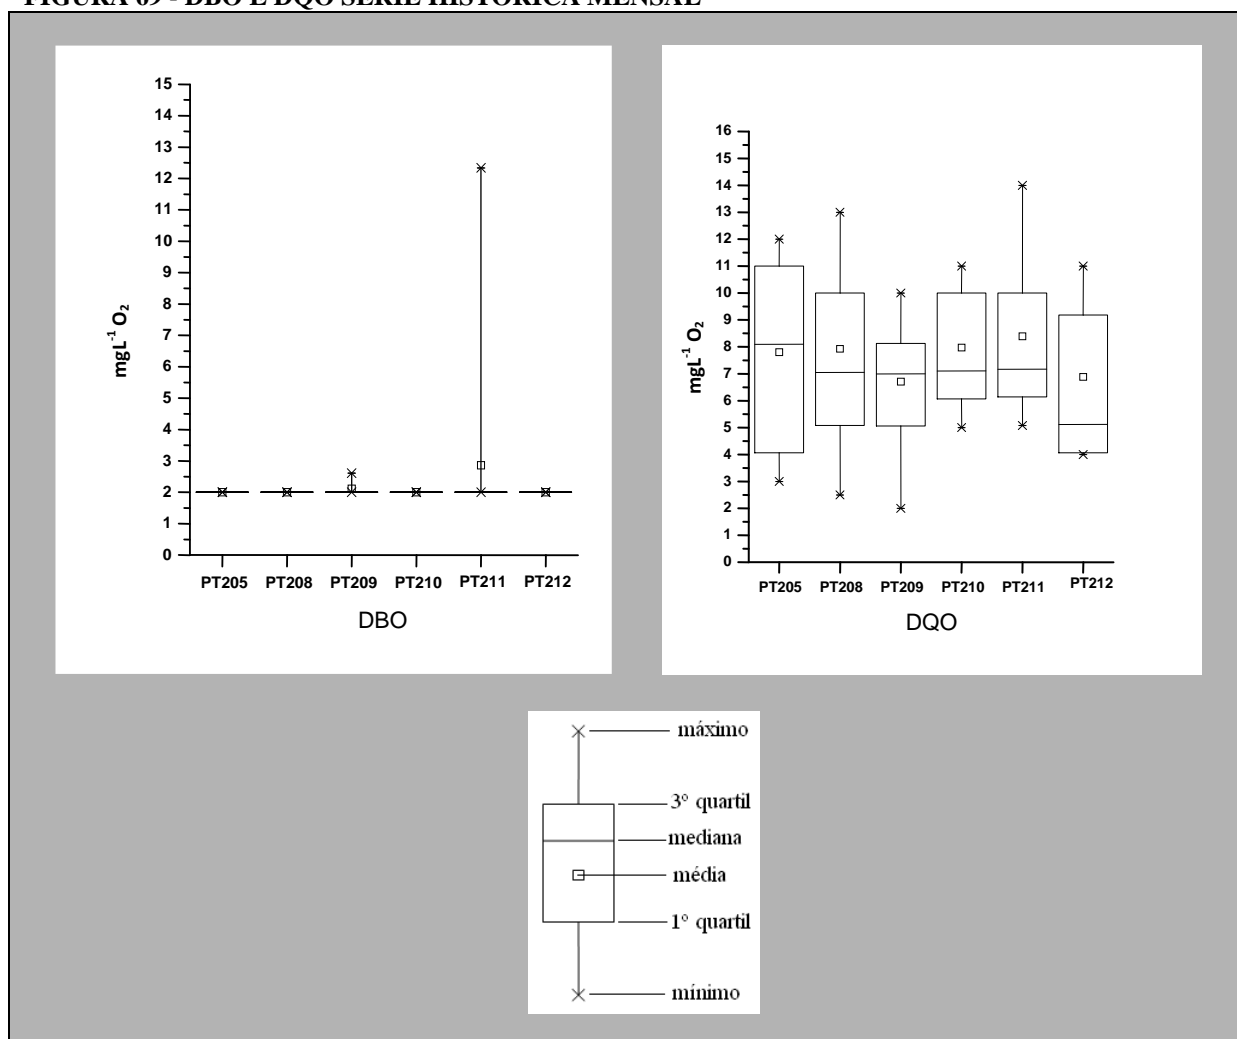 FIGURA 69 - DBO E DQO SÉRIE HISTÓRICA MENSAL
15
14
13
12
11
10
9
8
7
6
5
4
3
2
1
0
mgL⁻¹ O₂
PT205 PT208 PT209 PT210 PT211 PT212
DBO
16
15
14
13
12
11
10
9
8
7
6
5
4
3
2
1
0
mgL⁻¹ O₂
PT205 PT208 PT209 PT210 PT211 PT212
DQO
máximo
3º quartil
mediana
média
1º quartil
mínimo